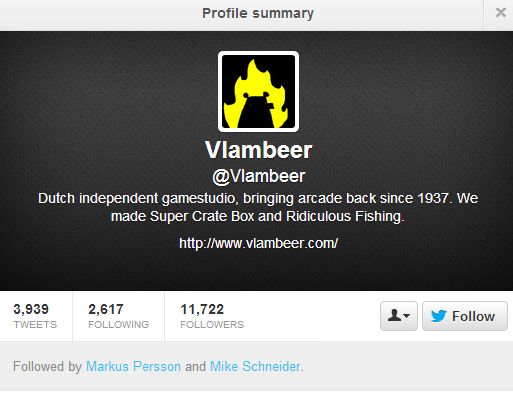 Profile summary
×
Vlambeer
@Vlambeer
Dutch independent gamestudio, bringing arcade back since 1937. We
made Super Crate Box and Ridiculous Fishing.
http://www.vlambeer.com/
3,939 2,617 11,722
TWEETS FOLLOWING FOLLOWERS
Follow
Followed by Markus Persson and Mike Schneider.